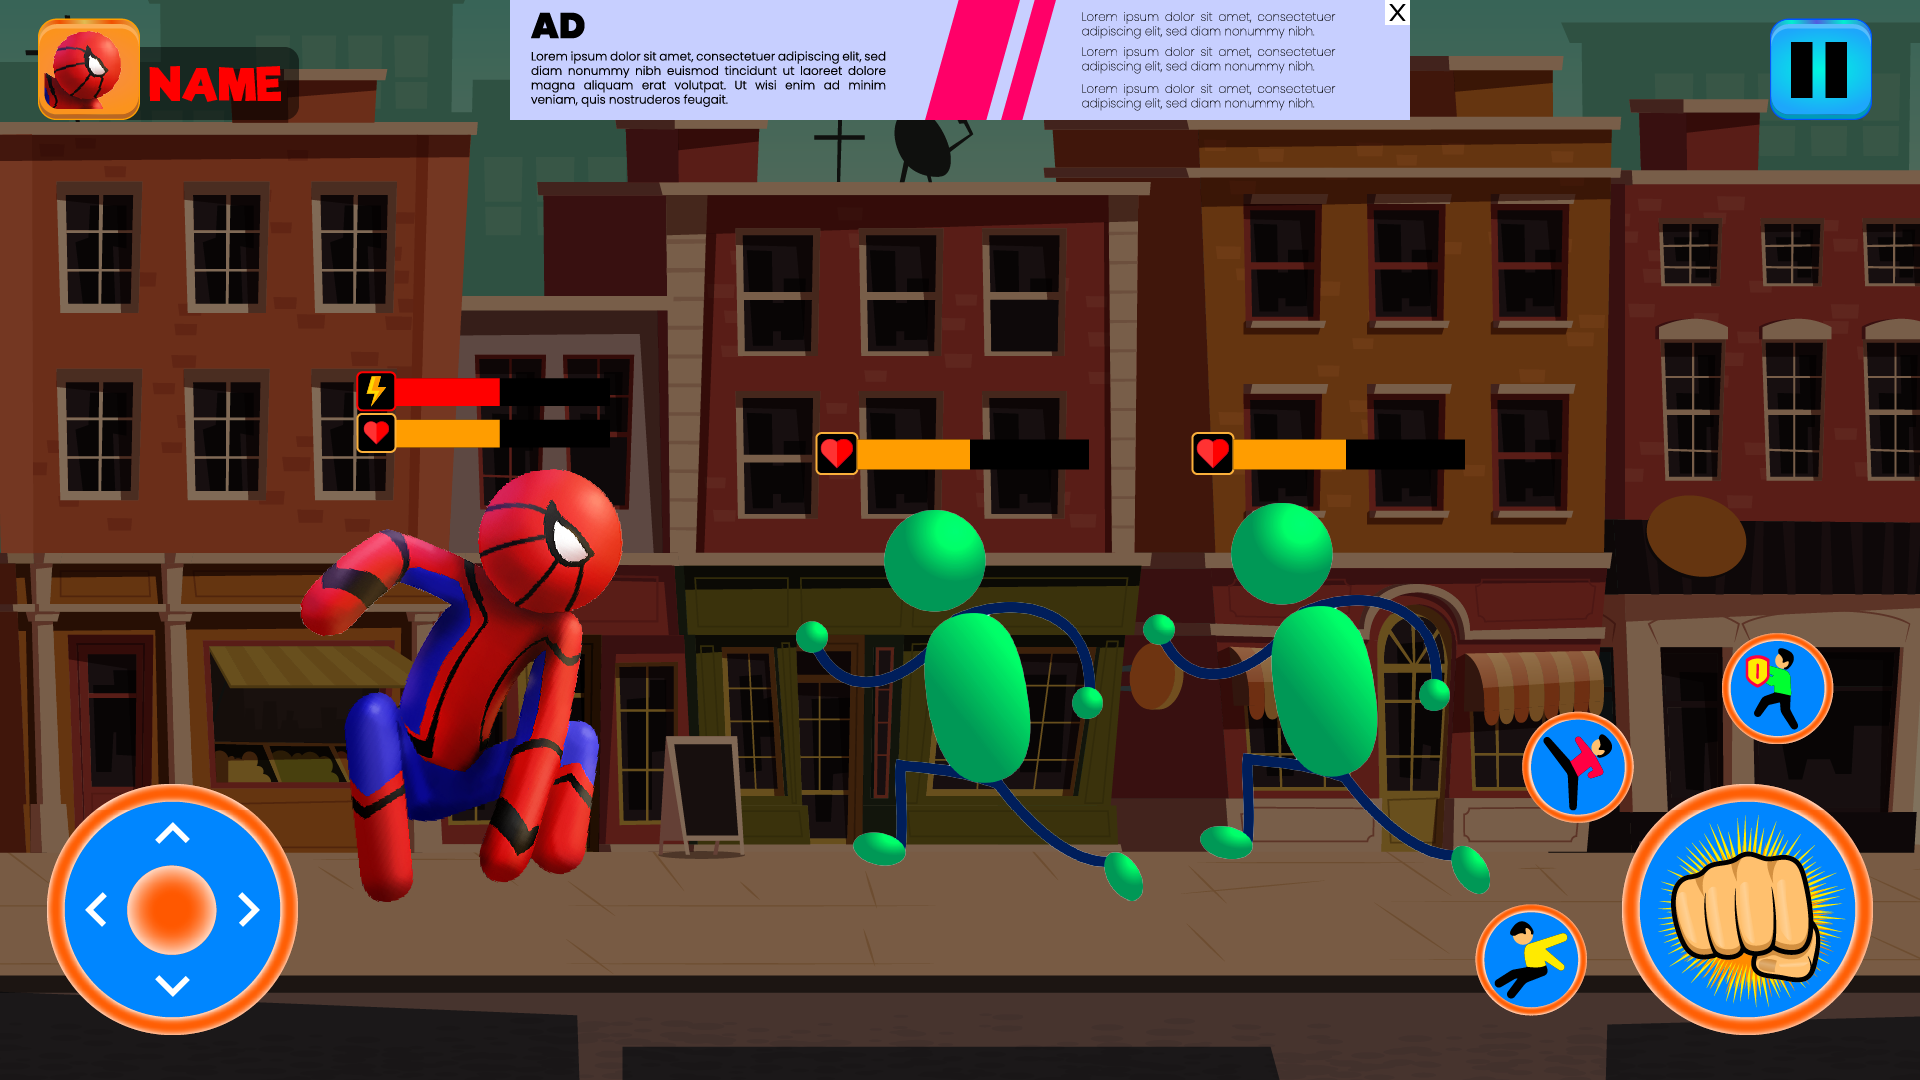 NAME
AD
Lorem ipsum dolor sit amet, consectetuer adipiscing elit, sed
diam nonummy nibh euismod tincidunt ut laoreet dolore
magna aliquam erat volutpat. Ut wisi enim ad minim
veniam, quis nostruderos feugait.
Lorem ipsum dolor sit amet, consectetuer
adipiscing elit, sed diam nonummy nibh.
Lorem ipsum dolor sit amet, consectetuer
adipiscing elit, sed diam nonummy nibh.
Lorem ipsum dolor sit amet, consectetuer
adipiscing elit, sed diam nonummy nibh.
X